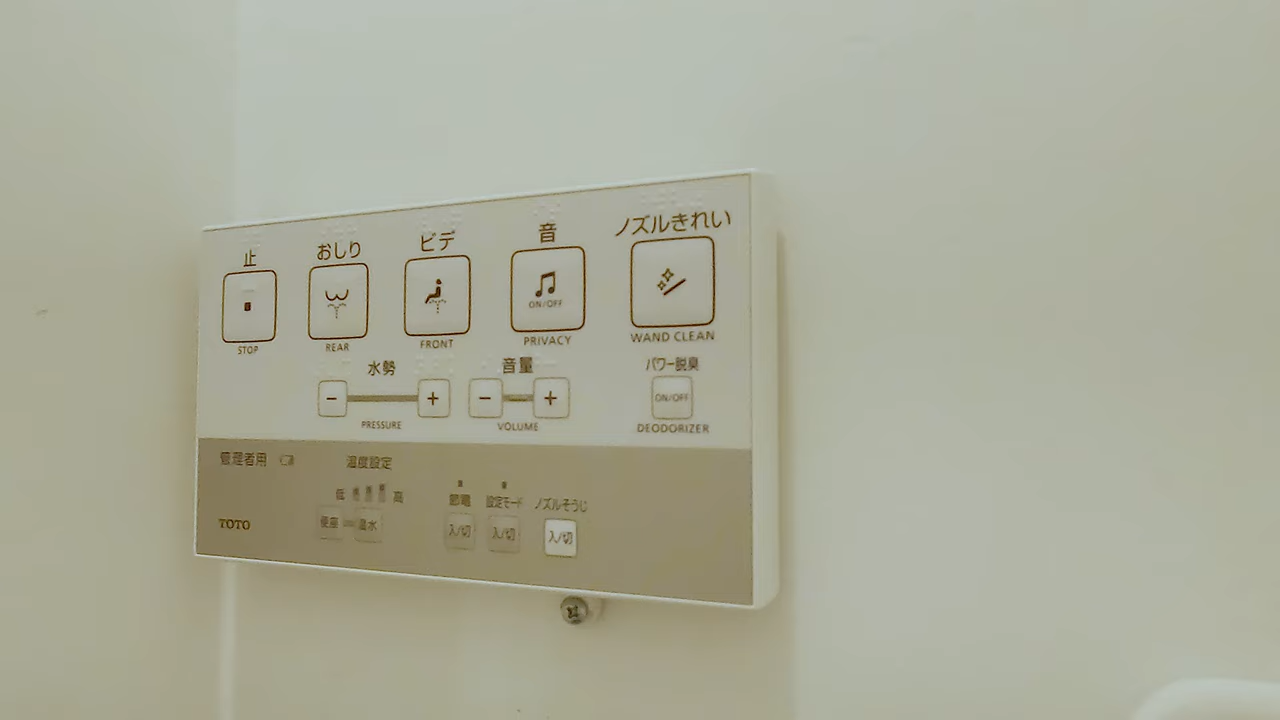 止 おしり ビデ 音 ノズルきれい
ON/OFF
STOP REAR FRONT PRIVACY WAND CLEAN
水勢 音量 パワー脱臭
− + − + ON/OFF
PRESSURE VOLUME DEODORIZER
管理者用 温度設定
低 高
節電 設定モード ノズルそうじ
TOTO 便座 温水 入/切 入/切 入/切